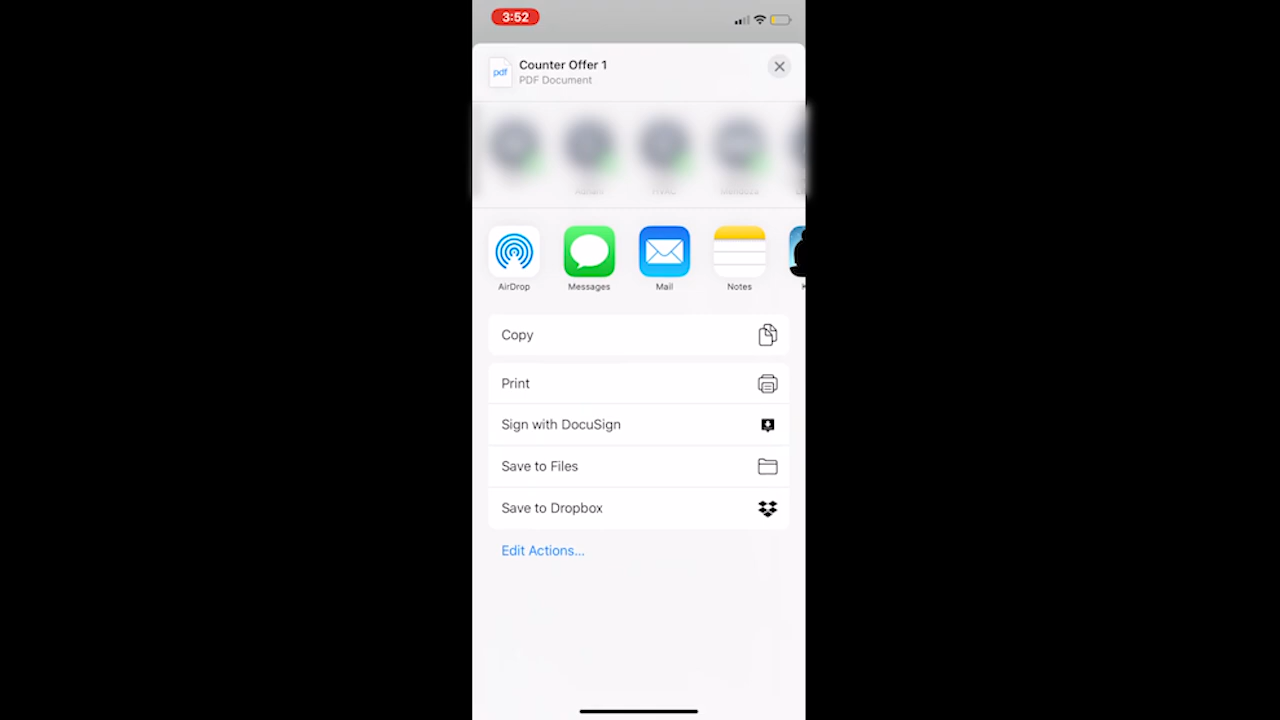 3:52
pdf
Counter Offer 1
PDF Document
AirDrop
Messages
Mail
Notes
Copy
Print
Sign with DocuSign
Save to Files
Save to Dropbox
Edit Actions...